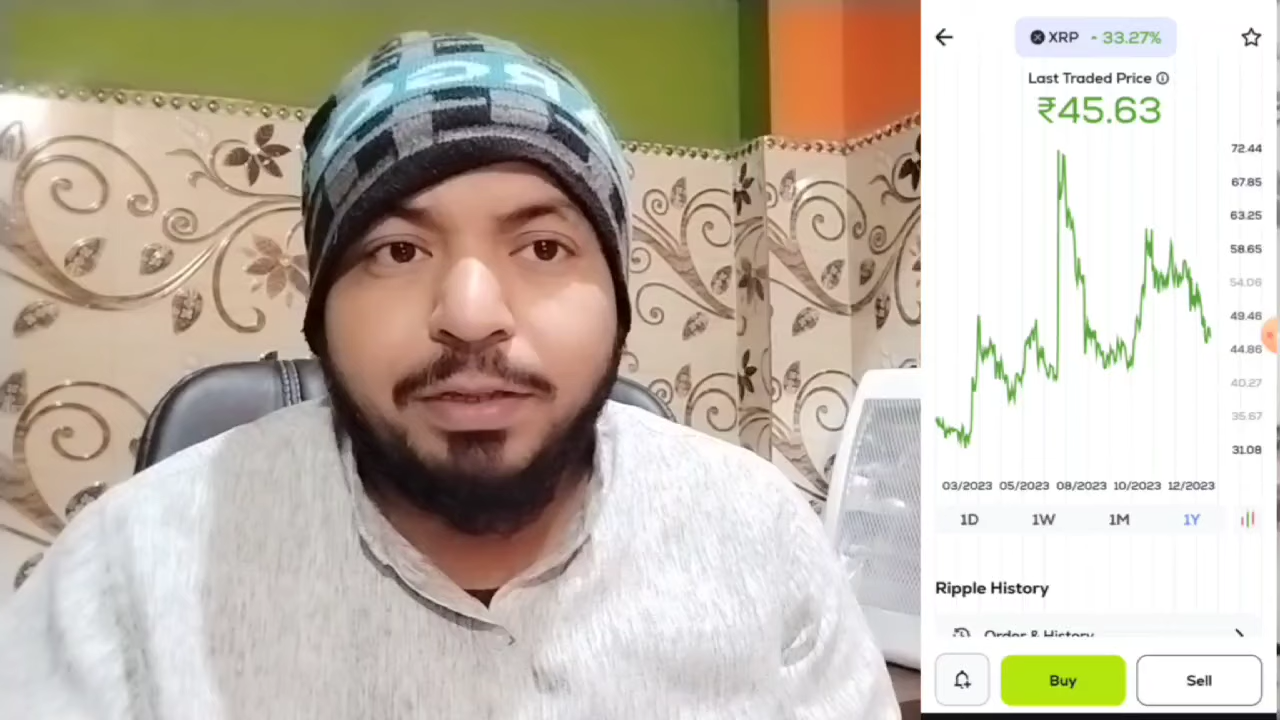 XRP - 33.27%
Last Traded Price
₹45.63
72.44
67.85
63.25
58.65
54.06
49.46
44.86
40.27
35.67
31.08
03/2023 05/2023 08/2023 10/2023 12/2023
1D 1W 1M 1Y
Ripple History
Order & History
Buy Sell